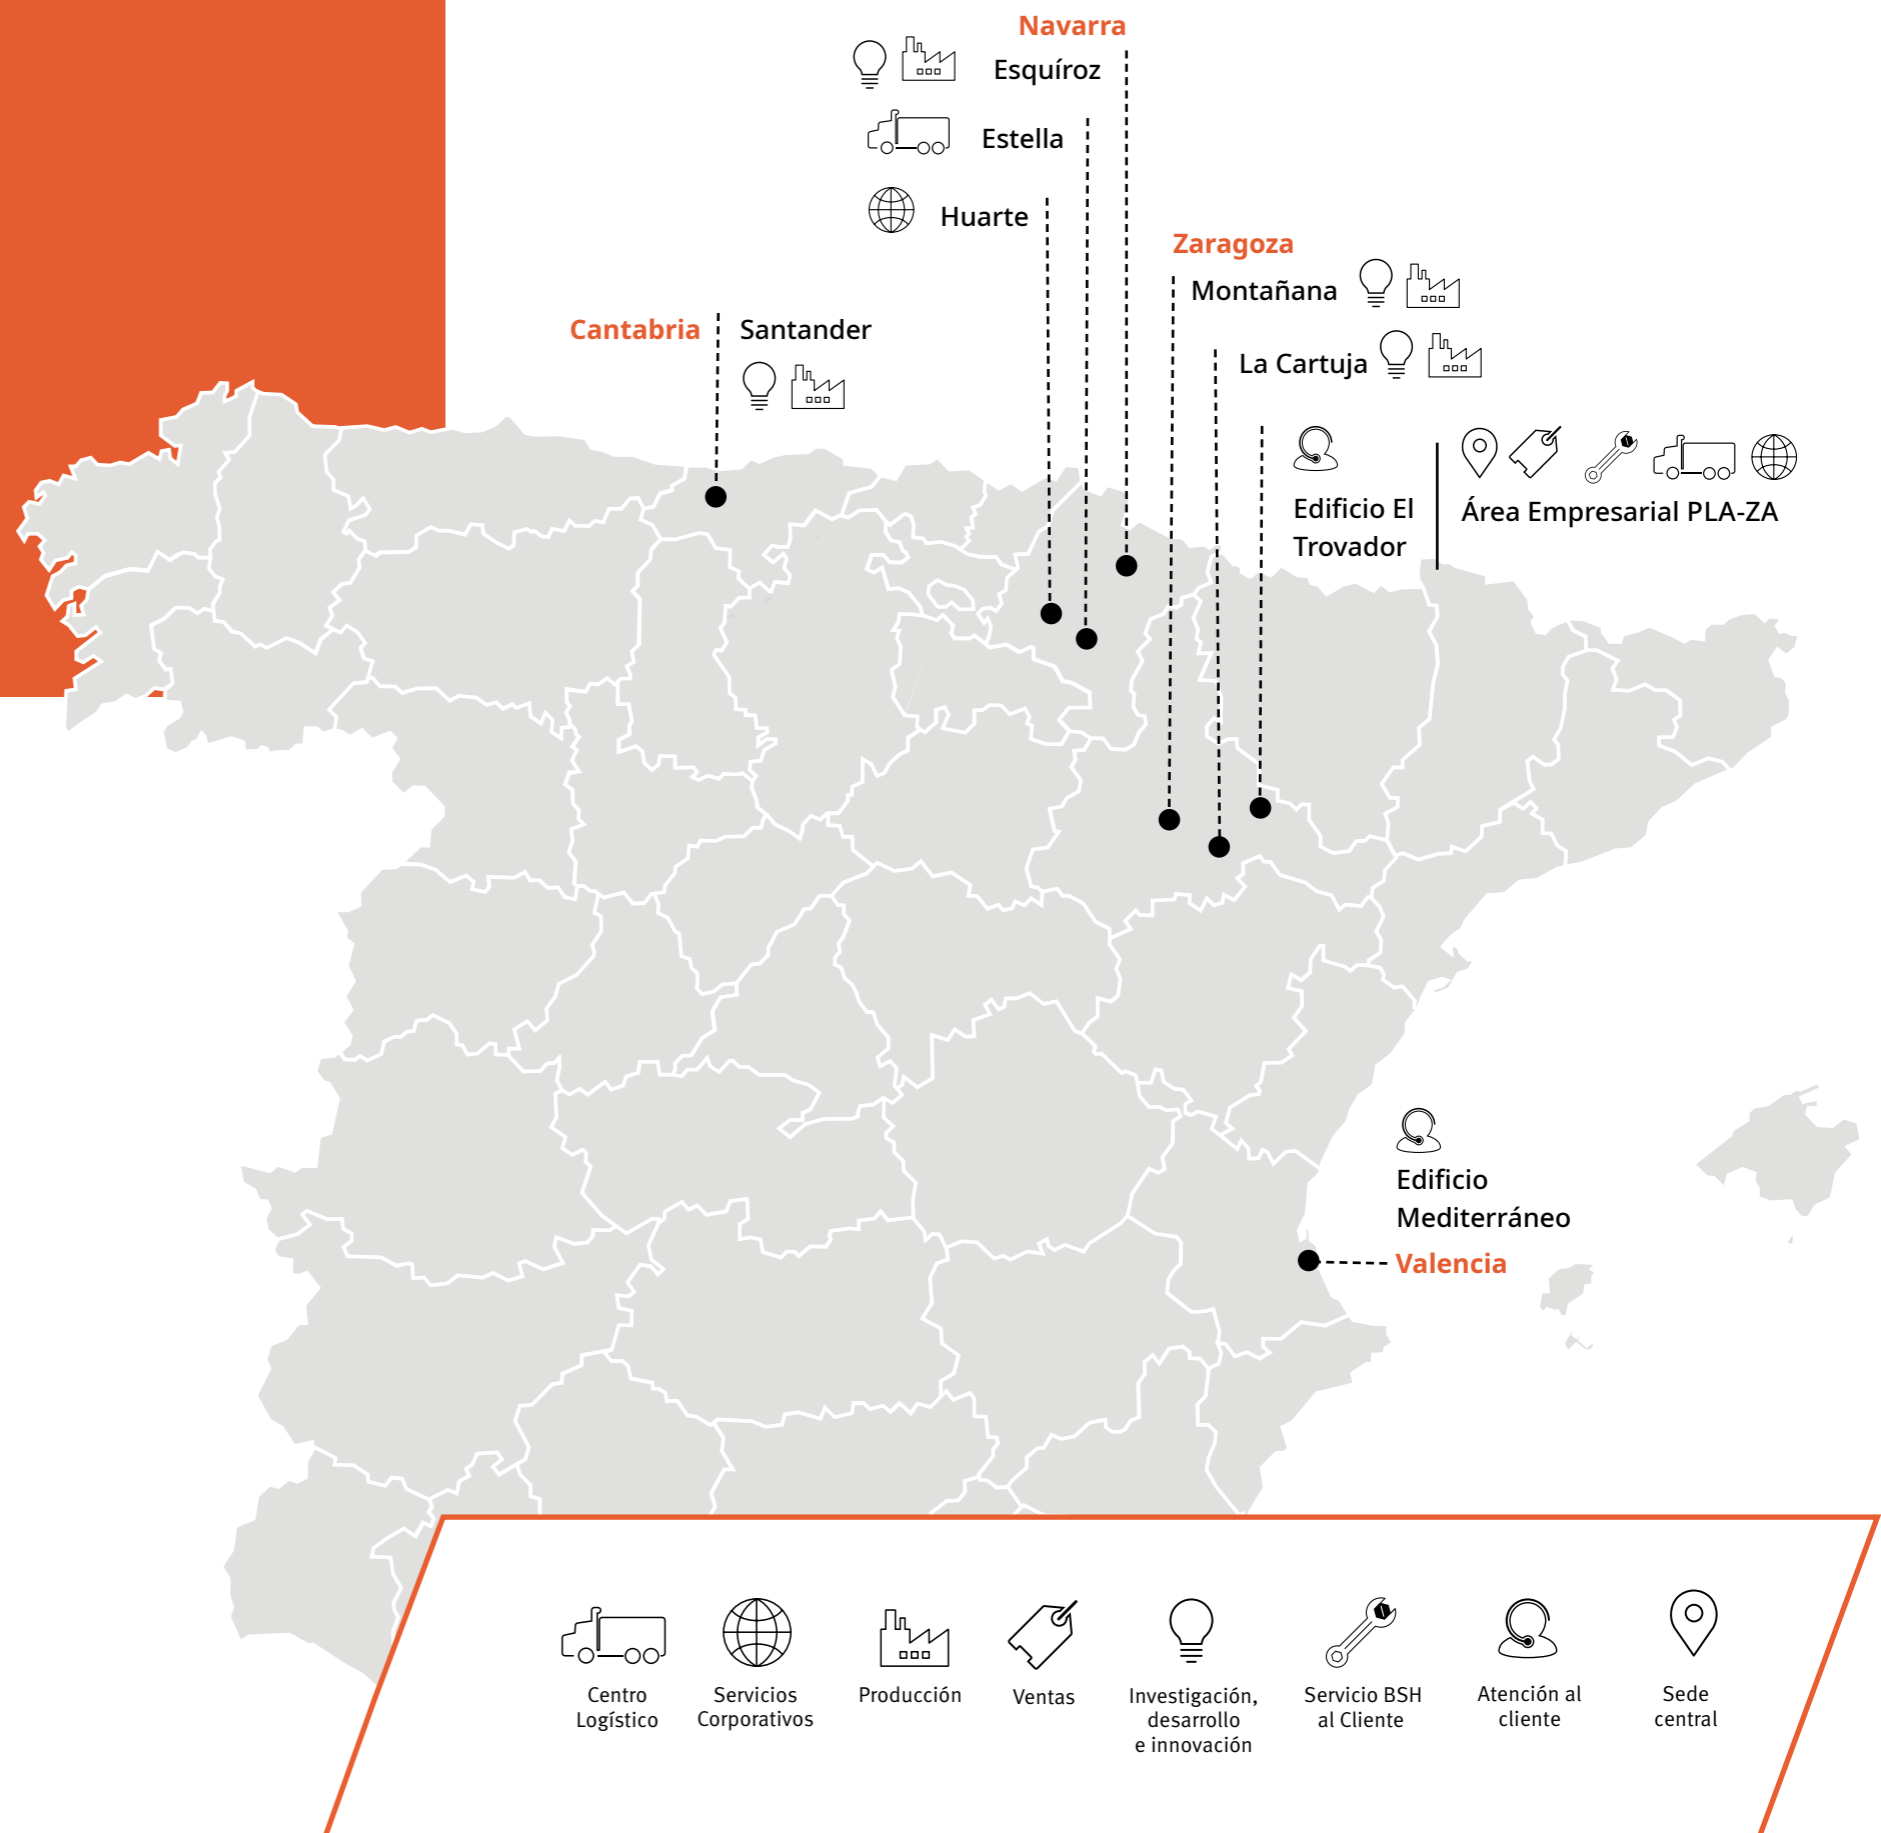 Navarra
Esquíroz
Estella
Huarte
Zaragoza
Montañana
La Cartuja
Cantabria
Santander
Edificio El
Trovador
Área Empresarial PLA-ZA
Edificio
Mediterráneo
Valencia
Centro
Logístico
Servicios
Corporativos
Producción
Ventas
Investigación,
desarrollo
e innovación
Servicio BSH
al Cliente
Atención al
cliente
Sede
central